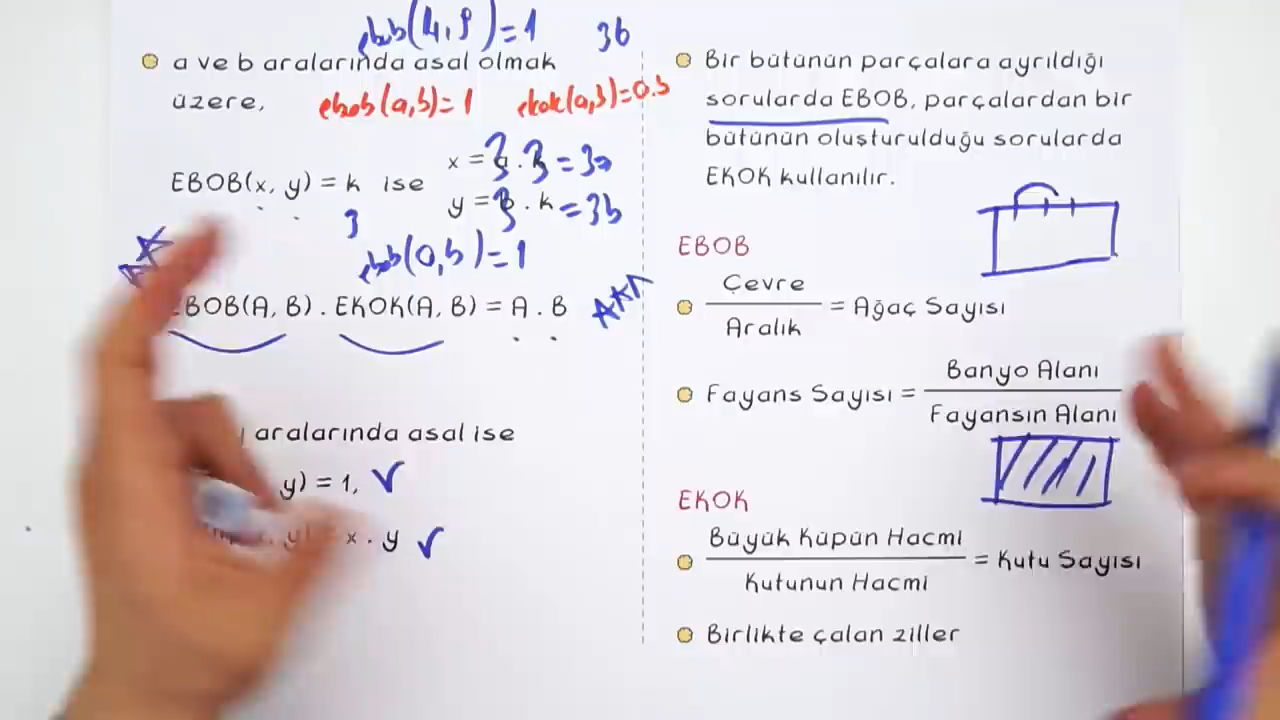 ebob(4, 9) = 1 36
a ve b aralarında asal olmak
üzere, ebob(a,b)=1 ekok(a,b)=a.b
EBOB(x, y) = k ise
x = 3 . 3 = 3a
y = 3 . k = 3b
3
ebob(a,b)=1
EBOB(A, B) . EKOK(A, B) = A . B
aralarında asal ise
y) = 1,
x . y
Bir bütünün parçalara ayrıldığı
sorularda EBOB, parçalardan bir
bütünün oluşturulduğu sorularda
EKOK kullanılır.
EBOB
Çevre
Aralık
= Ağaç Sayısı
Fayans Sayısı =
Banyo Alanı
Fayansın Alanı
EKOK
Büyük Küpün Hacmi
Kutunun Hacmi
= Kutu Sayısı
Birlikte çalan ziller